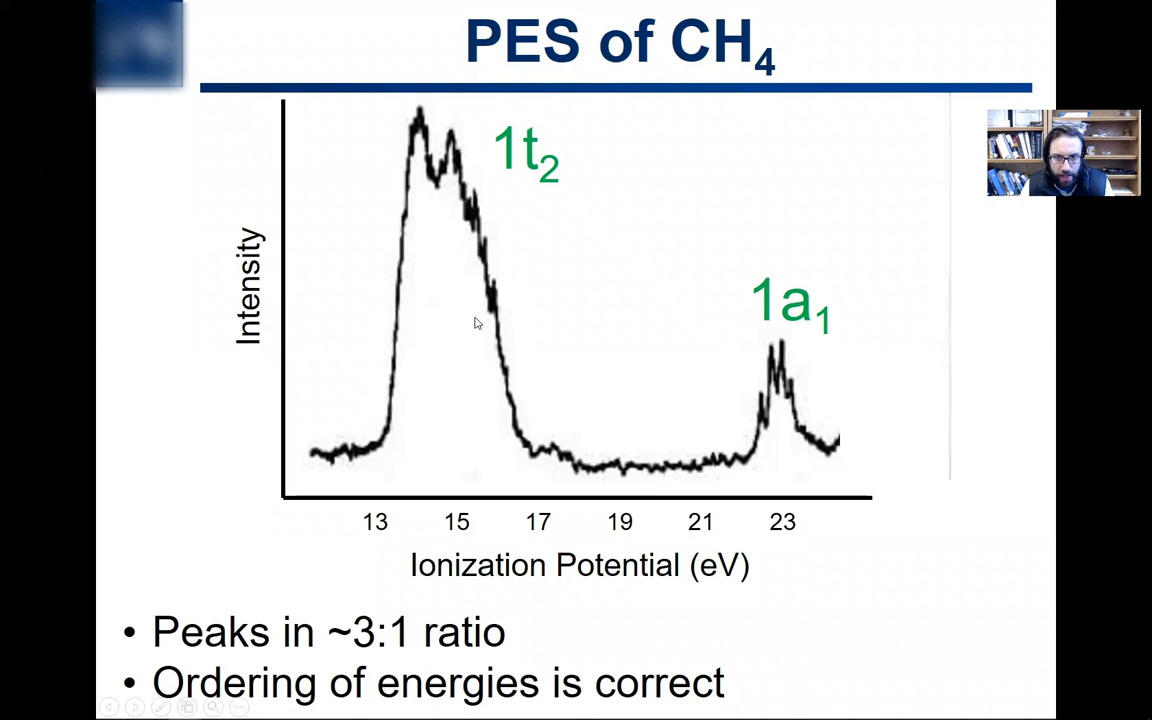 PES of CH₄
1t₂
1a₁
Intensity
13 15 17 19 21 23
Ionization Potential (eV)
• Peaks in ~3:1 ratio
• Ordering of energies is correct